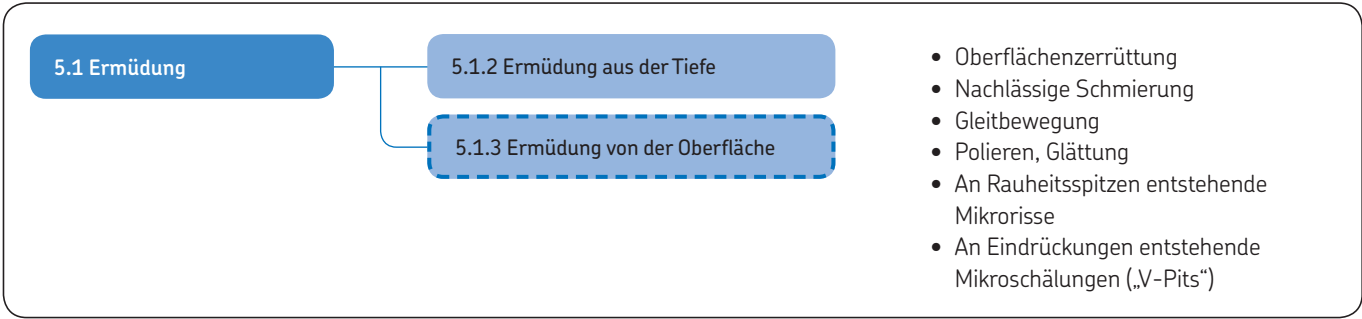 5.1 Ermüdung
5.1.2 Ermüdung aus der Tiefe
5.1.3 Ermüdung von der Oberfläche
• Oberflächenzerrüttung
• Nachlässige Schmierung
• Gleitbewegung
• Polieren, Glättung
• An Rauheitsspitzen entstehende
Mikrorisse
• An Eindrückungen entstehende
Mikroschälungen („V-Pits“)